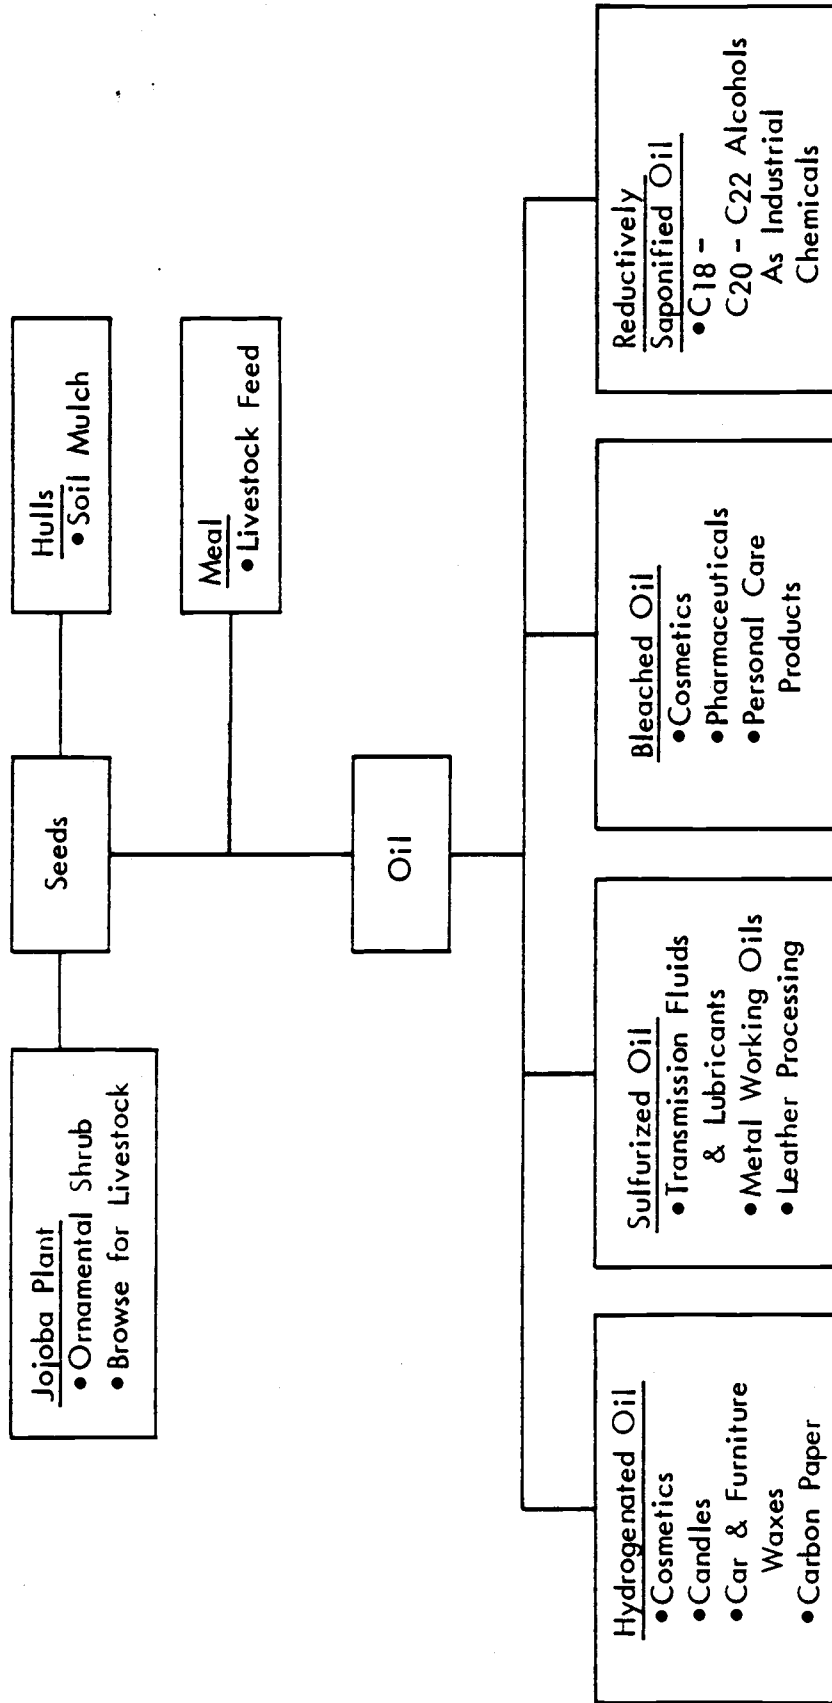 Jojoba Plant
•Ornamental Shrub
•Browse for Livestock
Seeds
Hulls
•Soil Mulch
Meal
•Livestock Feed
Oil
Hydrogenated Oil
•Cosmetics
•Candles
•Car & Furniture
Waxes
•Carbon Paper
Sulfurized Oil
•Transmission Fluids
& Lubricants
•Metal Working Oils
•Leather Processing
Bleached Oil
•Cosmetics
•Pharmaceuticals
•Personal Care
Products
Reductively
Saponified Oil
•C18 -
C20 - C22 Alcohols
As Industrial
Chemicals